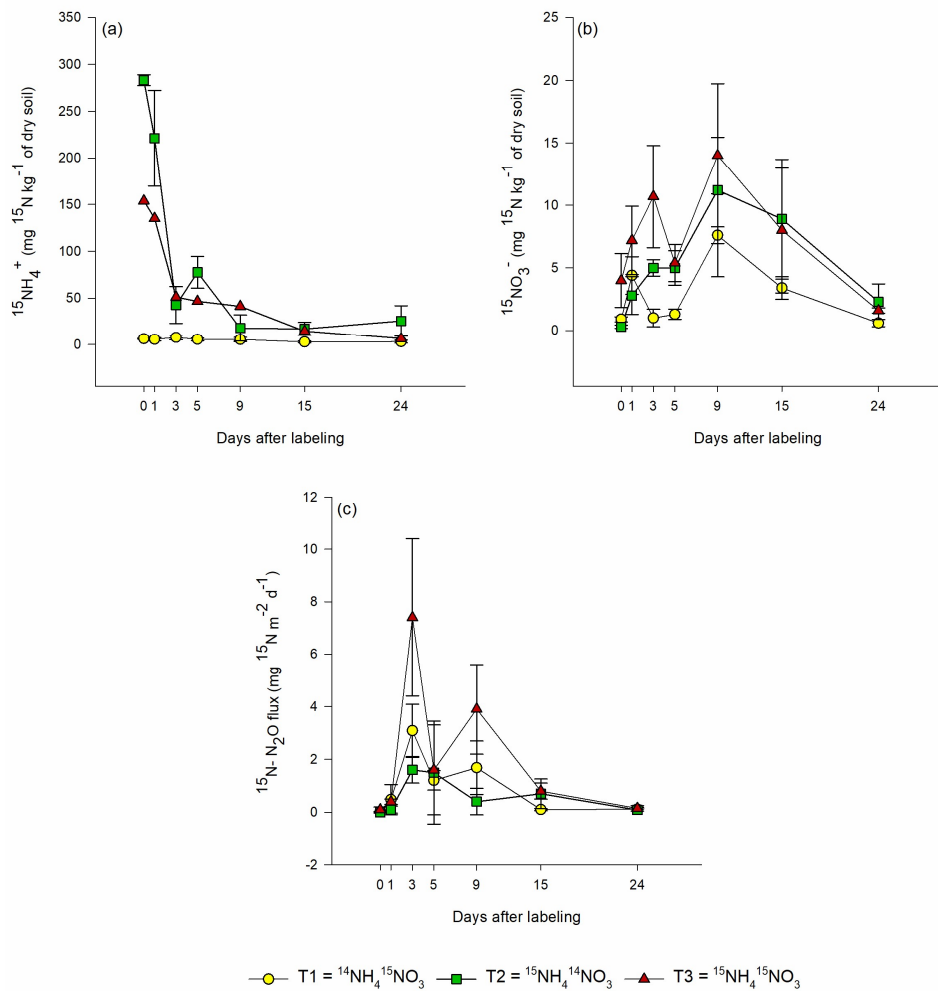 (a)
350
300
250
200
150
100
50
0
¹⁵NH₄⁺ (mg ¹⁵N kg⁻¹ of dry soil)
0 1 3 5 9 15 24
Days after labeling
(b)
25
20
15
10
5
0
¹⁵NO₃⁻ (mg ¹⁵N kg⁻¹ of dry soil)
0 1 3 5 9 15 24
Days after labeling
(c)
12
10
8
6
4
2
0
-2
¹⁵N- N₂O flux (mg ¹⁵N m⁻² d⁻¹)
0 1 3 5 9 15 24
Days after labeling
T1 = ¹⁴NH₄¹⁵NO₃ T2 = ¹⁵NH₄¹⁴NO₃ T3 = ¹⁵NH₄¹⁵NO₃